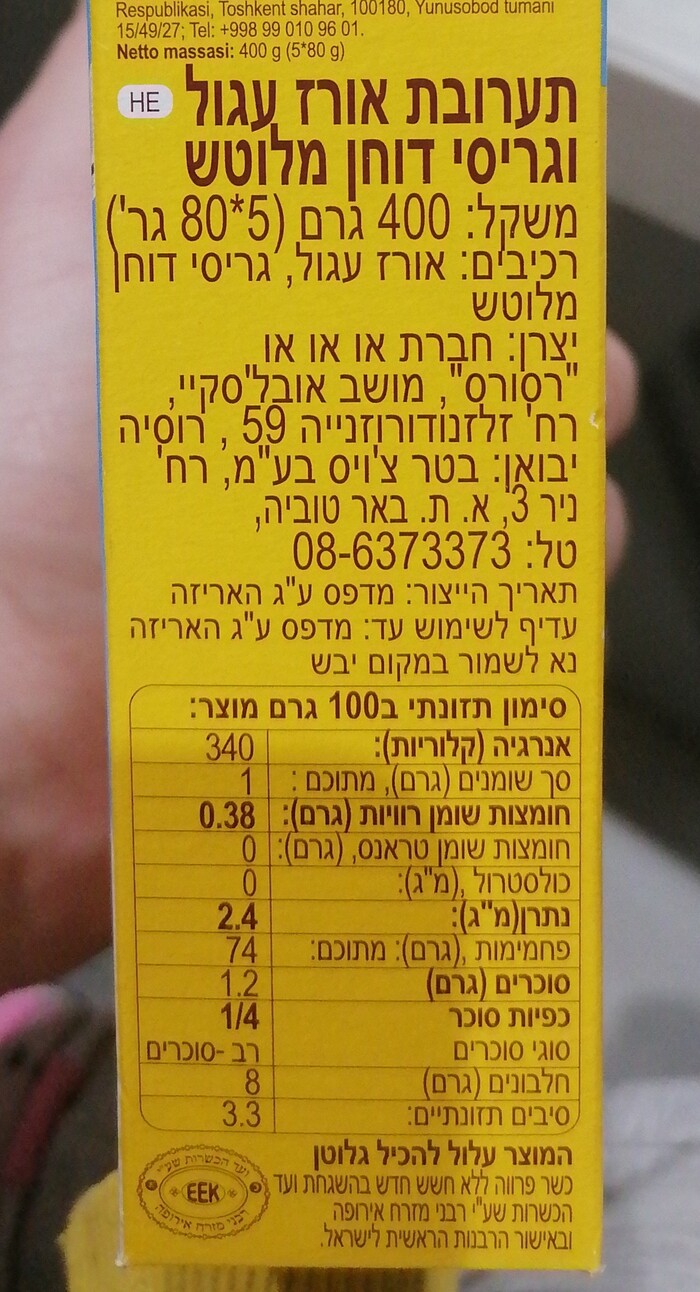 Respublikasi, Toshkent shahar, 100180, Yunusobod tumani
15/49/27; Tel: +998 99 010 96 01.
Netto massasi: 400 g (5*80 g)
HE
תערובת אורז עגול
וגריסי דוחן מלוטש
משקל: 400 גרם (5*80 גר')
רכיבים: אורז עגול, גריסי דוחן
מלוטש
יצרן: חברת או או או
"רסורס", מושב אובל'סקיי,
רח' זלזנודורוזנייה 59 , רוסיה
יבואן: בטר צ'ויס בע"מ, רח'
ניר 3, א. ת. באר טוביה,
טל: 08-6373373
תאריך הייצור: מדפס ע"ג האריזה
עדיף לשימוש עד: מדפס ע"ג האריזה
נא לשמור במקום יבש
סימון תזונתי ב100 גרם מוצר:
אנרגיה (קלוריות): 340
סך שומנים (גרם), מתוכם : 1
חומצות שומן רוויות (גרם): 0.38
חומצות שומן טראנס, (גרם): 0
כולסטרול ,(מ"ג): 0
נתרן(מ"ג): 2.4
פחמימות ,(גרם): מתוכם: 74
סוכרים (גרם) 1.2
כפיות סוכר 1/4
סוגי סוכרים רב -סוכרים
חלבונים (גרם) 8
סיבים תזונתיים: 3.3
המוצר עלול להכיל גלוטן
כשר פרווה ללא חשש חדש בהשגחת ועד
הכשרות שע"י רבני מזרח אירופה
ובאישור הרבנות הראשית לישראל.
ועד הכשרות שע"י
EEK
רבני מזרח אירופה